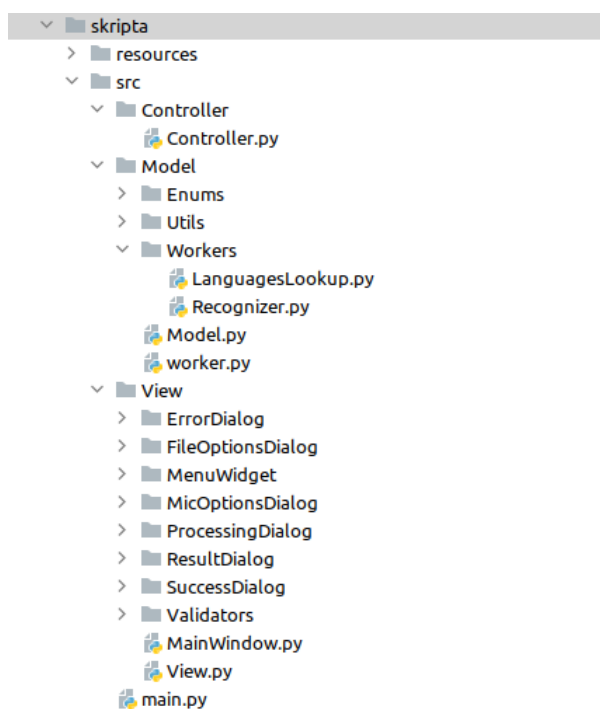 skripta
resources
src
Controller
Controller.py
Model
Enums
Utils
Workers
LanguagesLookup.py
Recognizer.py
Model.py
worker.py
View
ErrorDialog
FileOptionsDialog
MenuWidget
MicOptionsDialog
ProcessingDialog
ResultDialog
SuccessDialog
Validators
MainWindow.py
View.py
main.py